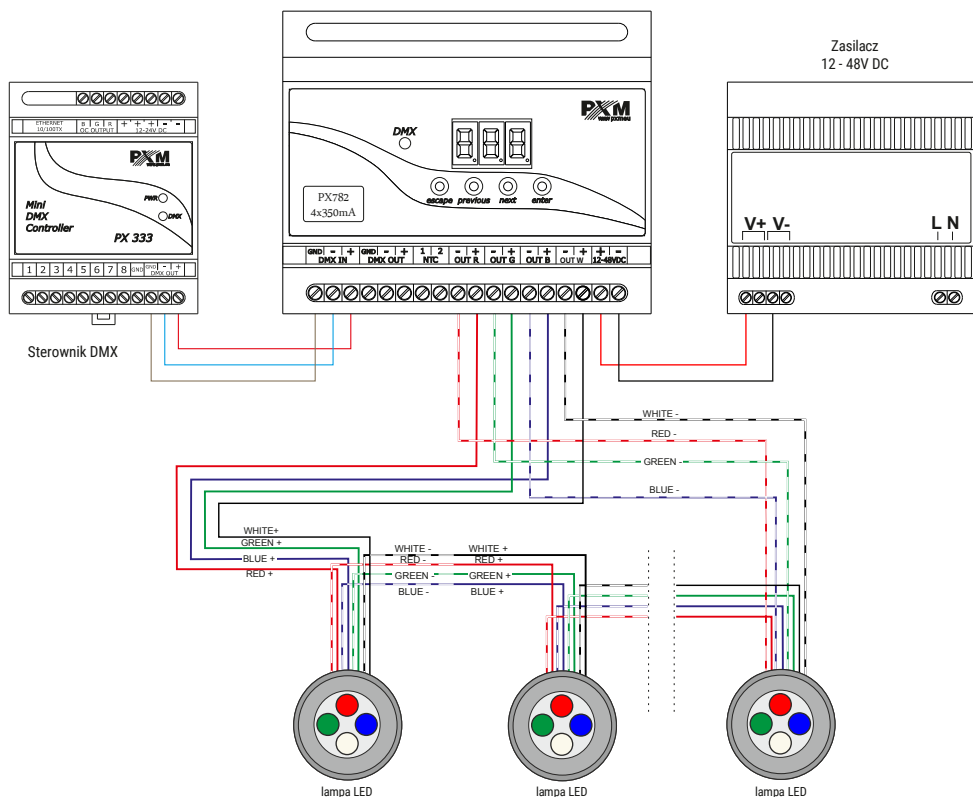 Zasilacz
12 - 48V DC
ETHERNET
10/100TX
B G R + + + - -
OC OUTPUT 12-24V DC
PXM
PWR
DMX
Mini
DMX
Controller
PX 333
1 2 3 4 5 6 7 8 GND GND - +
DMX OUT
Sterownik DMX
PXM
DMX
8.8.8.
PX782
4x350mA
escape previous next enter
GND - + GND - + 1 2 - + - + - + - + + -
DMX IN DMX OUT NTC OUT R OUT G OUT B OUT W 12-48VDC
V+ V- L N
WHITE -
RED -
GREEN -
BLUE -
WHITE+
GREEN +
BLUE +
RED +
WHITE - WHITE +
RED - RED +
GREEN - GREEN +
BLUE - BLUE +
lampa LED lampa LED lampa LED